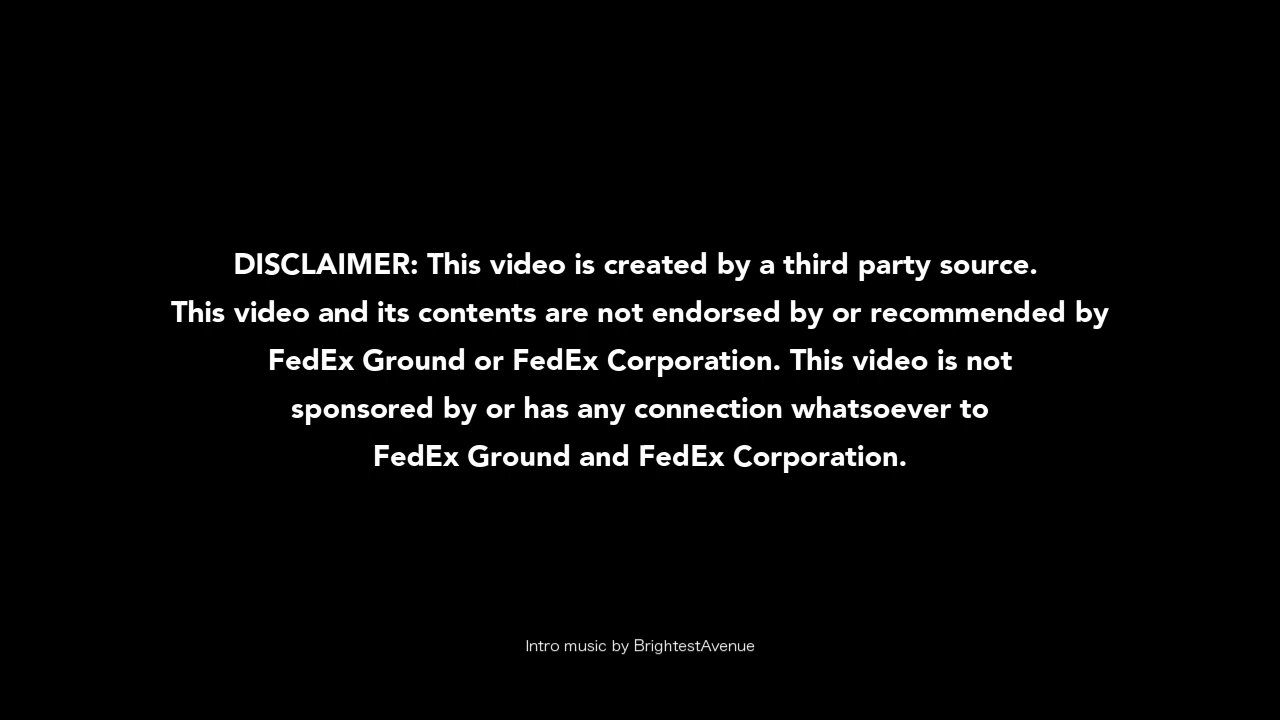 DISCLAIMER: This video is created by a third party source.
This video and its contents are not endorsed by or recommended by
FedEx Ground or FedEx Corporation. This video is not
sponsored by or has any connection whatsoever to
FedEx Ground and FedEx Corporation.
Intro music by BrightestAvenue